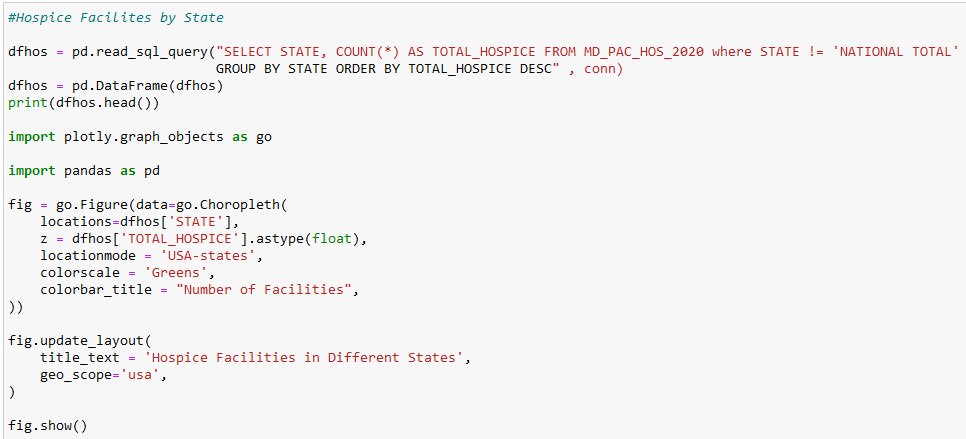 #Hospice Facilites by State
dfhos = pd.read_sql_query("SELECT STATE, COUNT(*) AS TOTAL_HOSPICE FROM MD_PAC_HOS_2020 where STATE != 'NATIONAL TOTAL'
GROUP BY STATE ORDER BY TOTAL_HOSPICE DESC" , conn)
dfhos = pd.DataFrame(dfhos)
print(dfhos.head())
import plotly.graph_objects as go
import pandas as pd
fig = go.Figure(data=go.Choropleth(
locations=dfhos['STATE'],
z = dfhos['TOTAL_HOSPICE'].astype(float),
locationmode = 'USA-states',
colorscale = 'Greens',
colorbar_title = "Number of Facilities",
))
fig.update_layout(
title_text = 'Hospice Facilities in Different States',
geo_scope='usa',
)
fig.show()